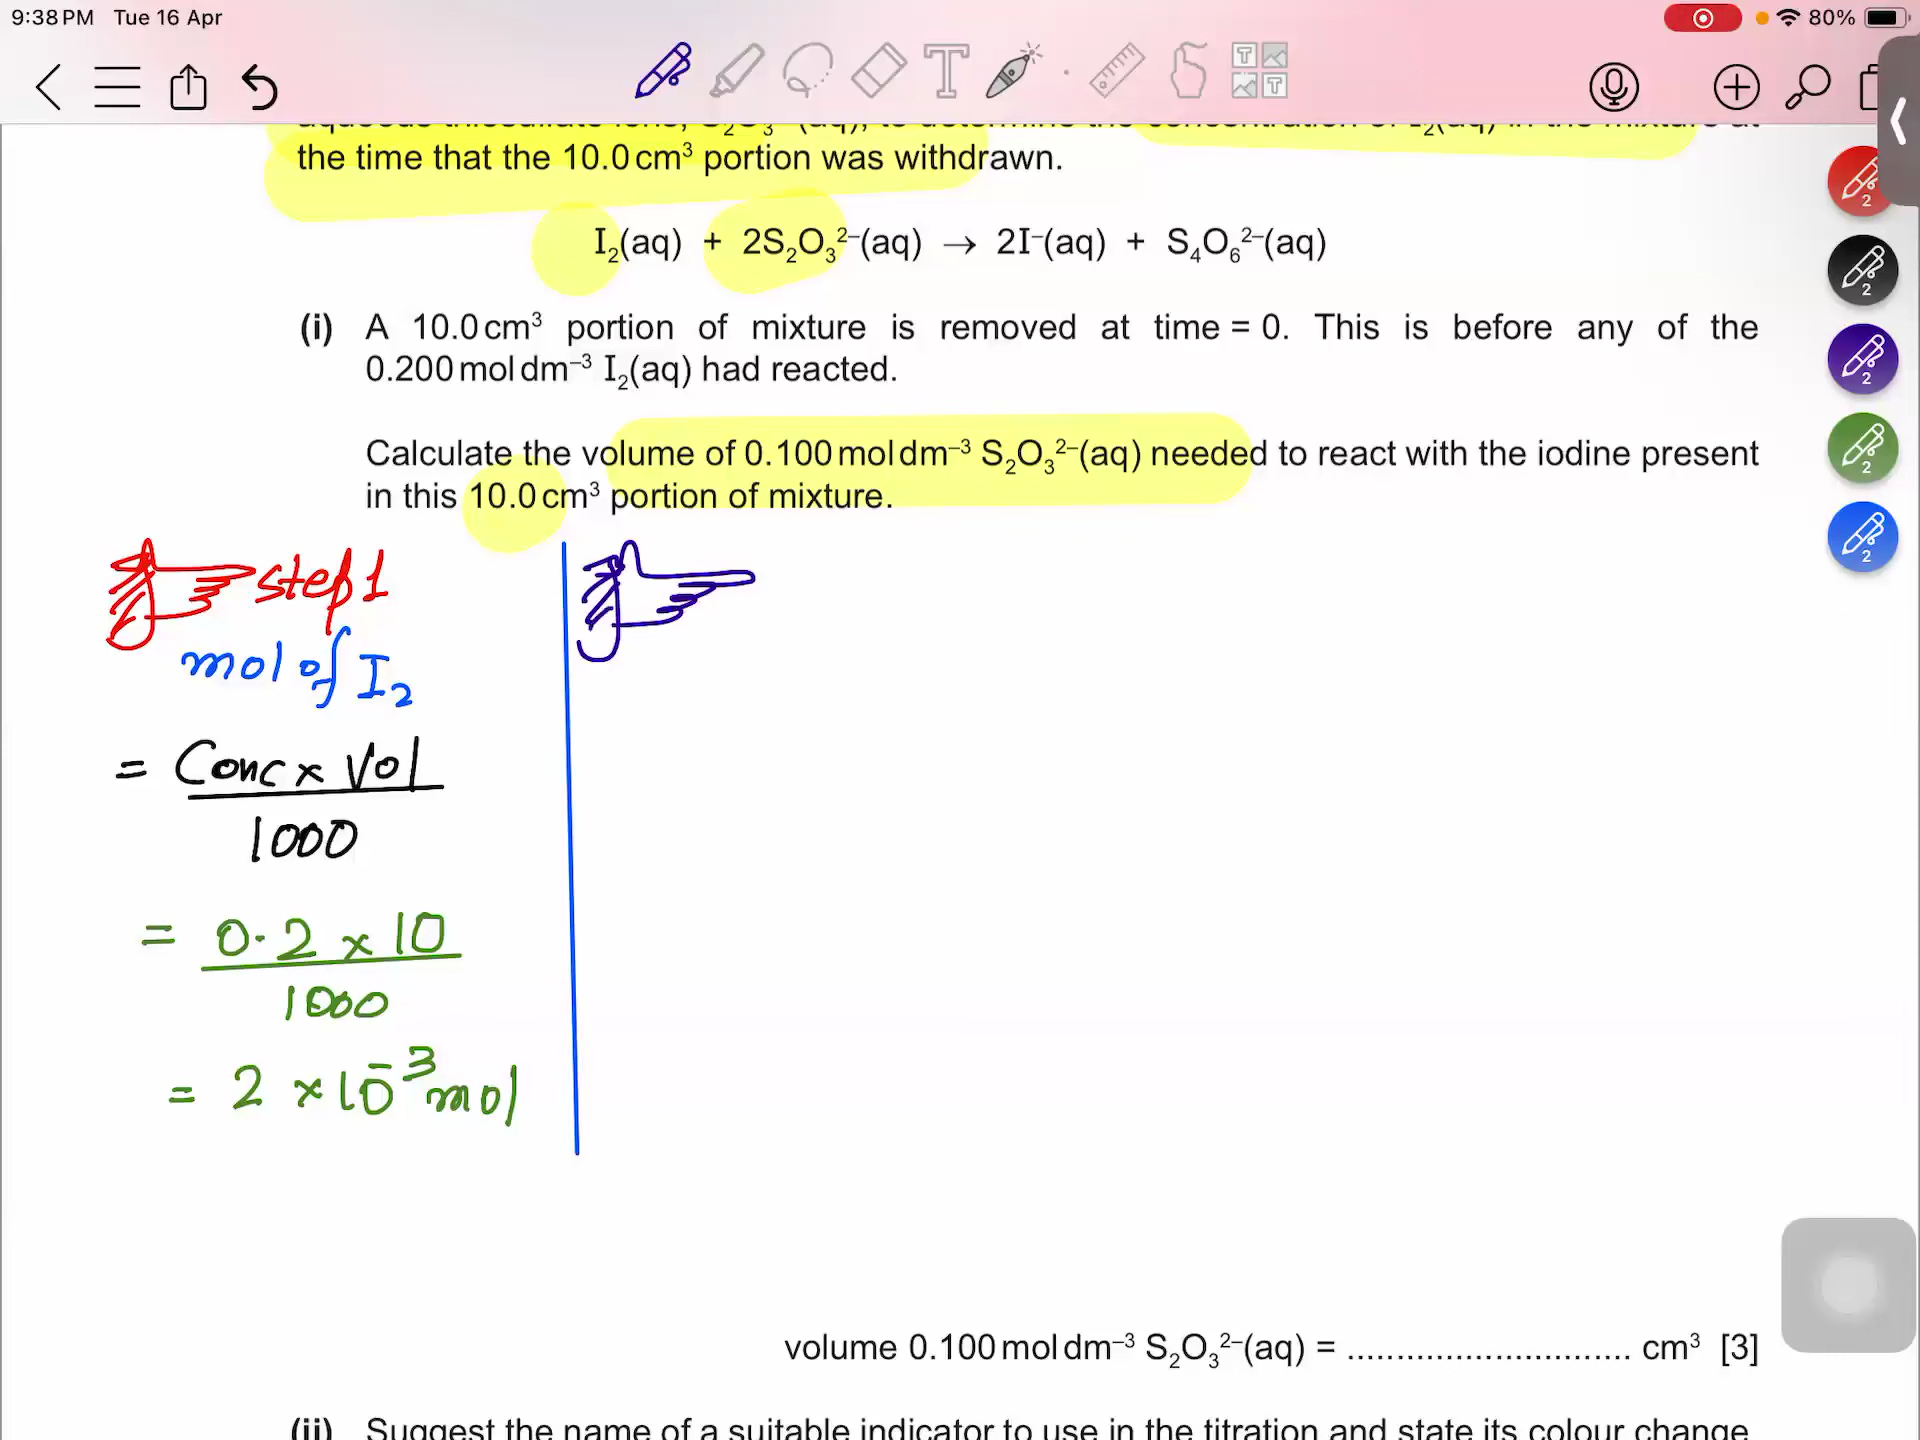 9:38 PM Tue 16 Apr
80%
the time that the 10.0 cm³ portion was withdrawn.
I₂(aq) + 2S₂O₃²⁻(aq) → 2I⁻(aq) + S₄O₆²⁻(aq)
(i) A 10.0 cm³ portion of mixture is removed at time = 0. This is before any of the
0.200 mol dm⁻³ I₂(aq) had reacted.
Calculate the volume of 0.100 mol dm⁻³ S₂O₃²⁻(aq) needed to react with the iodine present
in this 10.0 cm³ portion of mixture.
step 1
mol of I₂
= Conc x Vol
1000
= 0.2 x 10
1000
= 2 x 10⁻³ mol
volume 0.100 mol dm⁻³ S₂O₃²⁻(aq) = ............................. cm³ [3]
(ii) Suggest the name of a suitable indicator to use in the titration and state its colour change
2
2
2
2
2